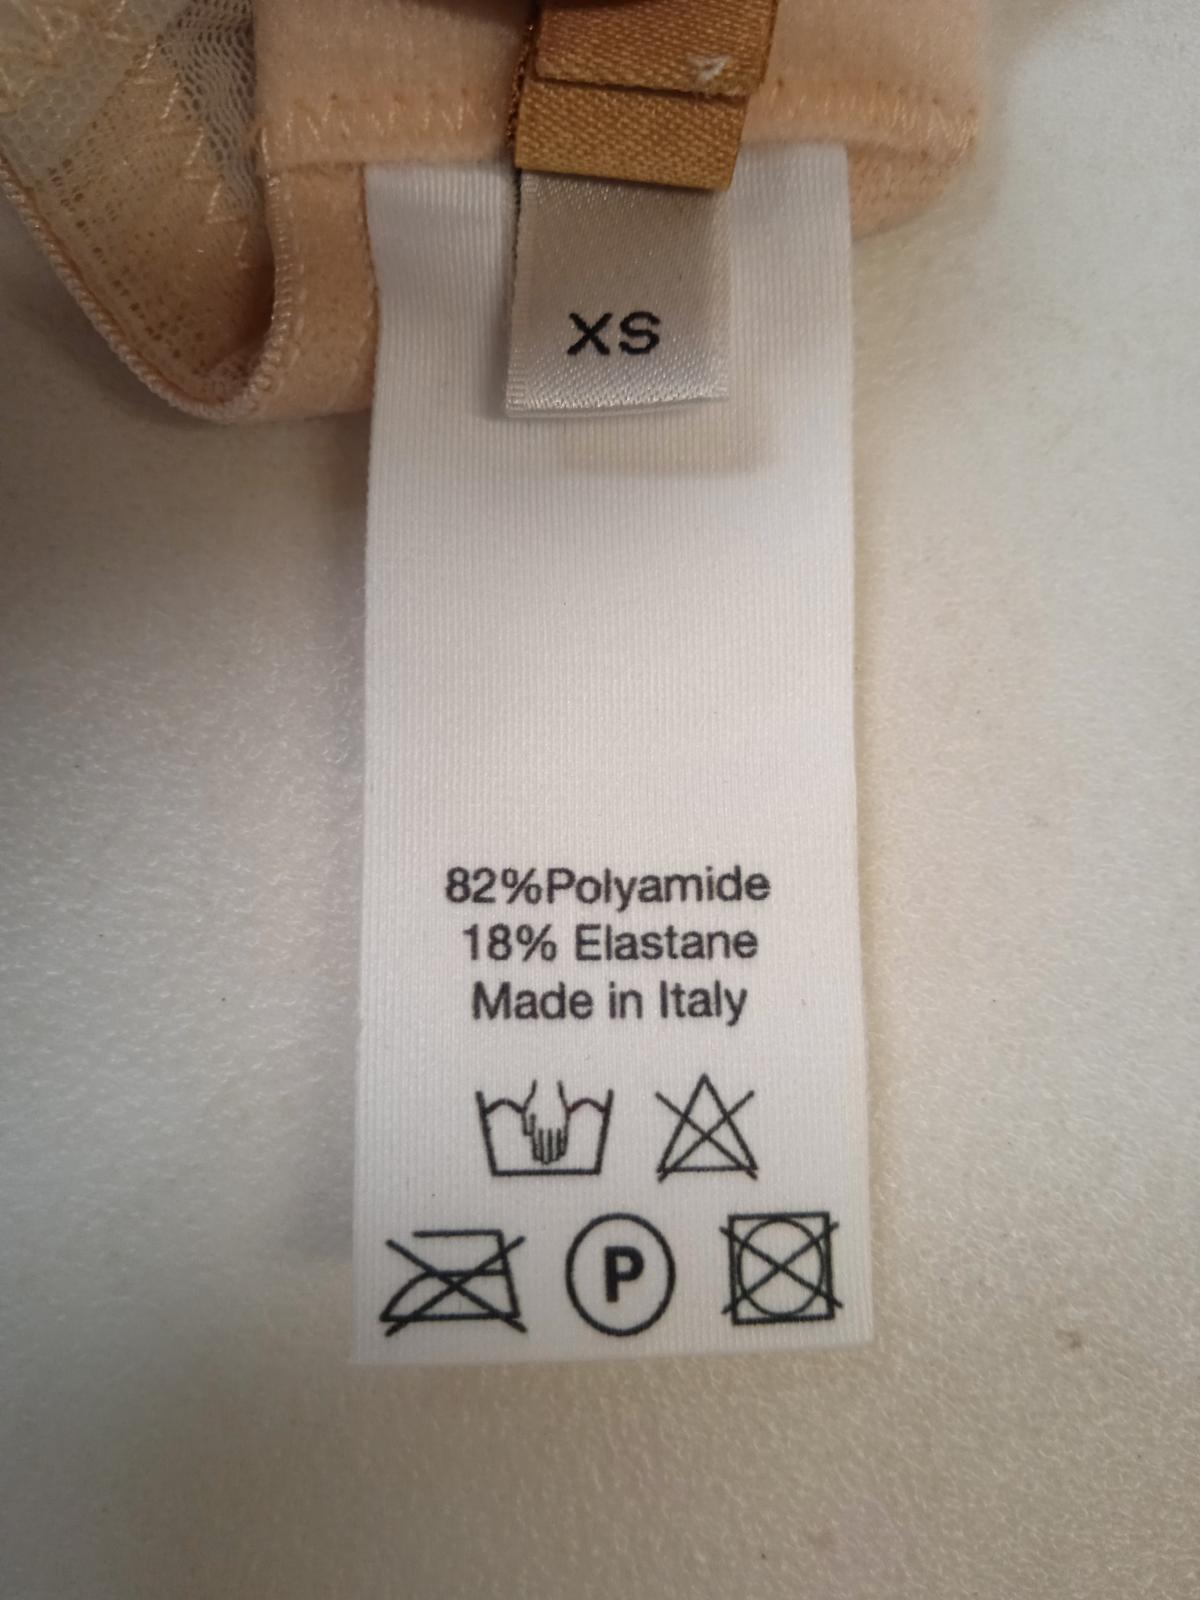 XS
82%Polyamide
18% Elastane
Made in Italy
P